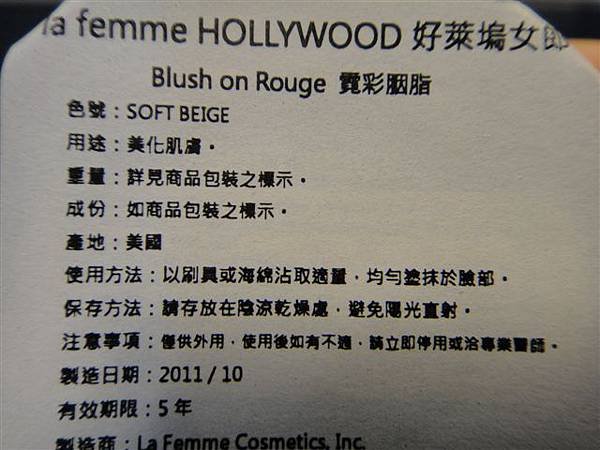 la femme HOLLYWOOD 好萊塢女郎
Blush on Rouge 霓彩胭脂
色號：SOFT BEIGE
用途：美化肌膚。
重量：詳見商品包裝之標示。
成份：如商品包裝之標示。
產地：美國
使用方法：以刷具或海綿沾取適量，均勻塗抹於臉部。
保存方法：請存放在陰涼乾燥處，避免陽光直射。
注意事項：僅供外用，使用後如有不適，請立即停用或洽專業醫師。
製造日期：2011 / 10
有效期限：5 年
製造商：La Femme Cosmetics, Inc.